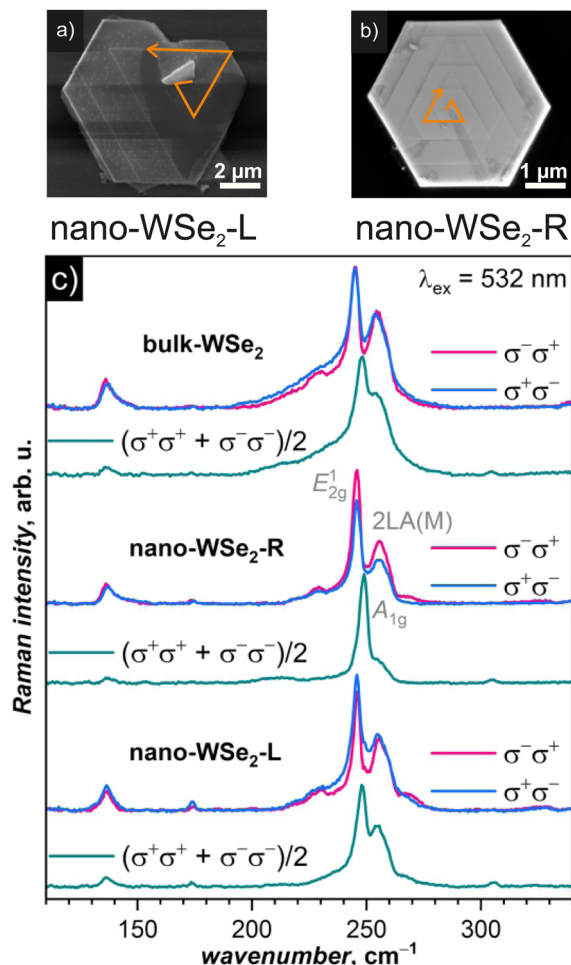 a)
b)
2 µm
1 µm
nano-WSe₂-L
nano-WSe₂-R
c)
λex = 532 nm
bulk-WSe₂
σ⁻σ⁺
σ⁺σ⁻
(σ⁺σ⁺ + σ⁻σ⁻)/2
E¹2g
2LA(M)
nano-WSe₂-R
σ⁻σ⁺
σ⁺σ⁻
A1g
(σ⁺σ⁺ + σ⁻σ⁻)/2
nano-WSe₂-L
σ⁻σ⁺
σ⁺σ⁻
(σ⁺σ⁺ + σ⁻σ⁻)/2
Raman intensity, arb. u.
150 200 250 300
wavenumber, cm⁻¹